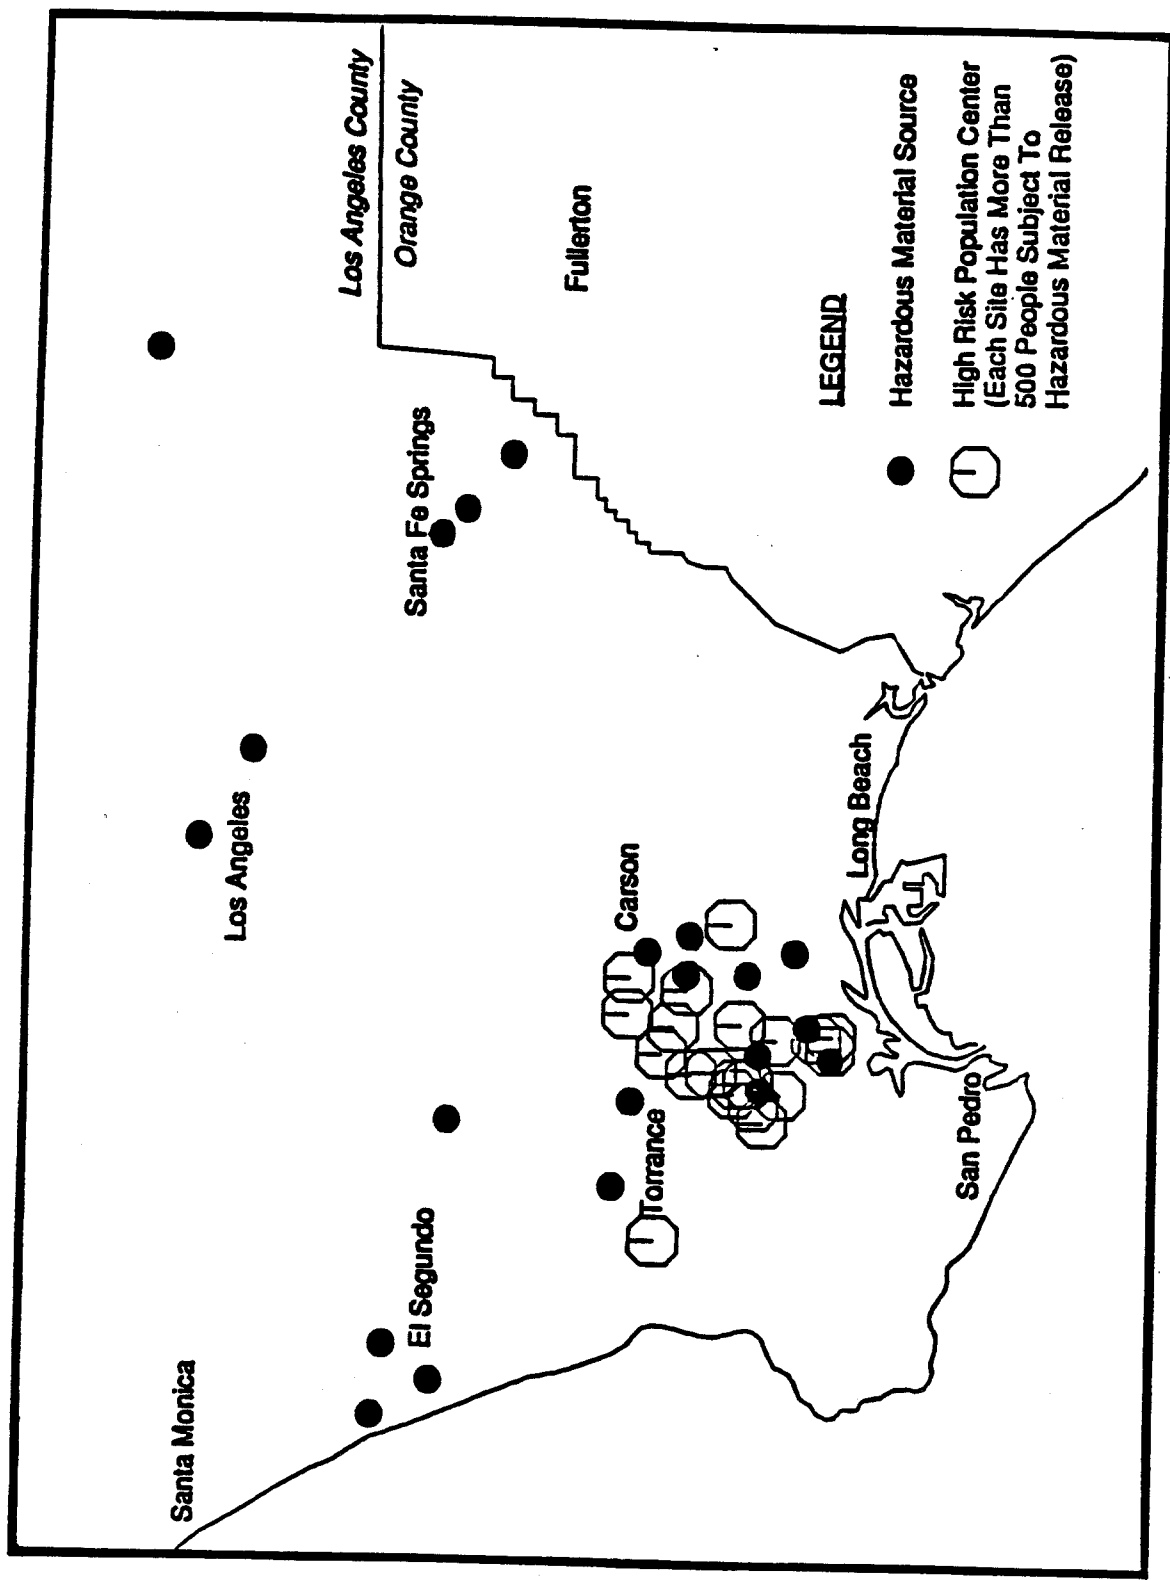 Los Angeles County
Orange County
Santa Monica
Los Angeles
Santa Fe Springs
Fullerton
El Segundo
Torrance
Carson
Long Beach
San Pedro
LEGEND
Hazardous Material Source
High Risk Population Center
(Each Site Has More Than
500 People Subject To
Hazardous Material Release)